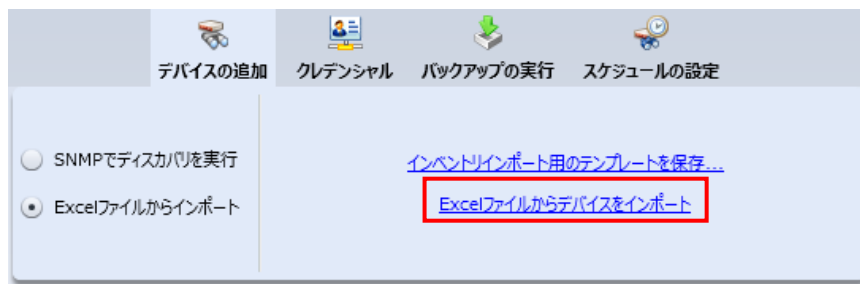 デバイスの追加 クレデンシャル バックアップの実行 スケジュールの設定
SNMPでディスカバリを実行
インベントリインポート用のテンプレートを保存...
Excelファイルからインポート
Excelファイルからデバイスをインポート